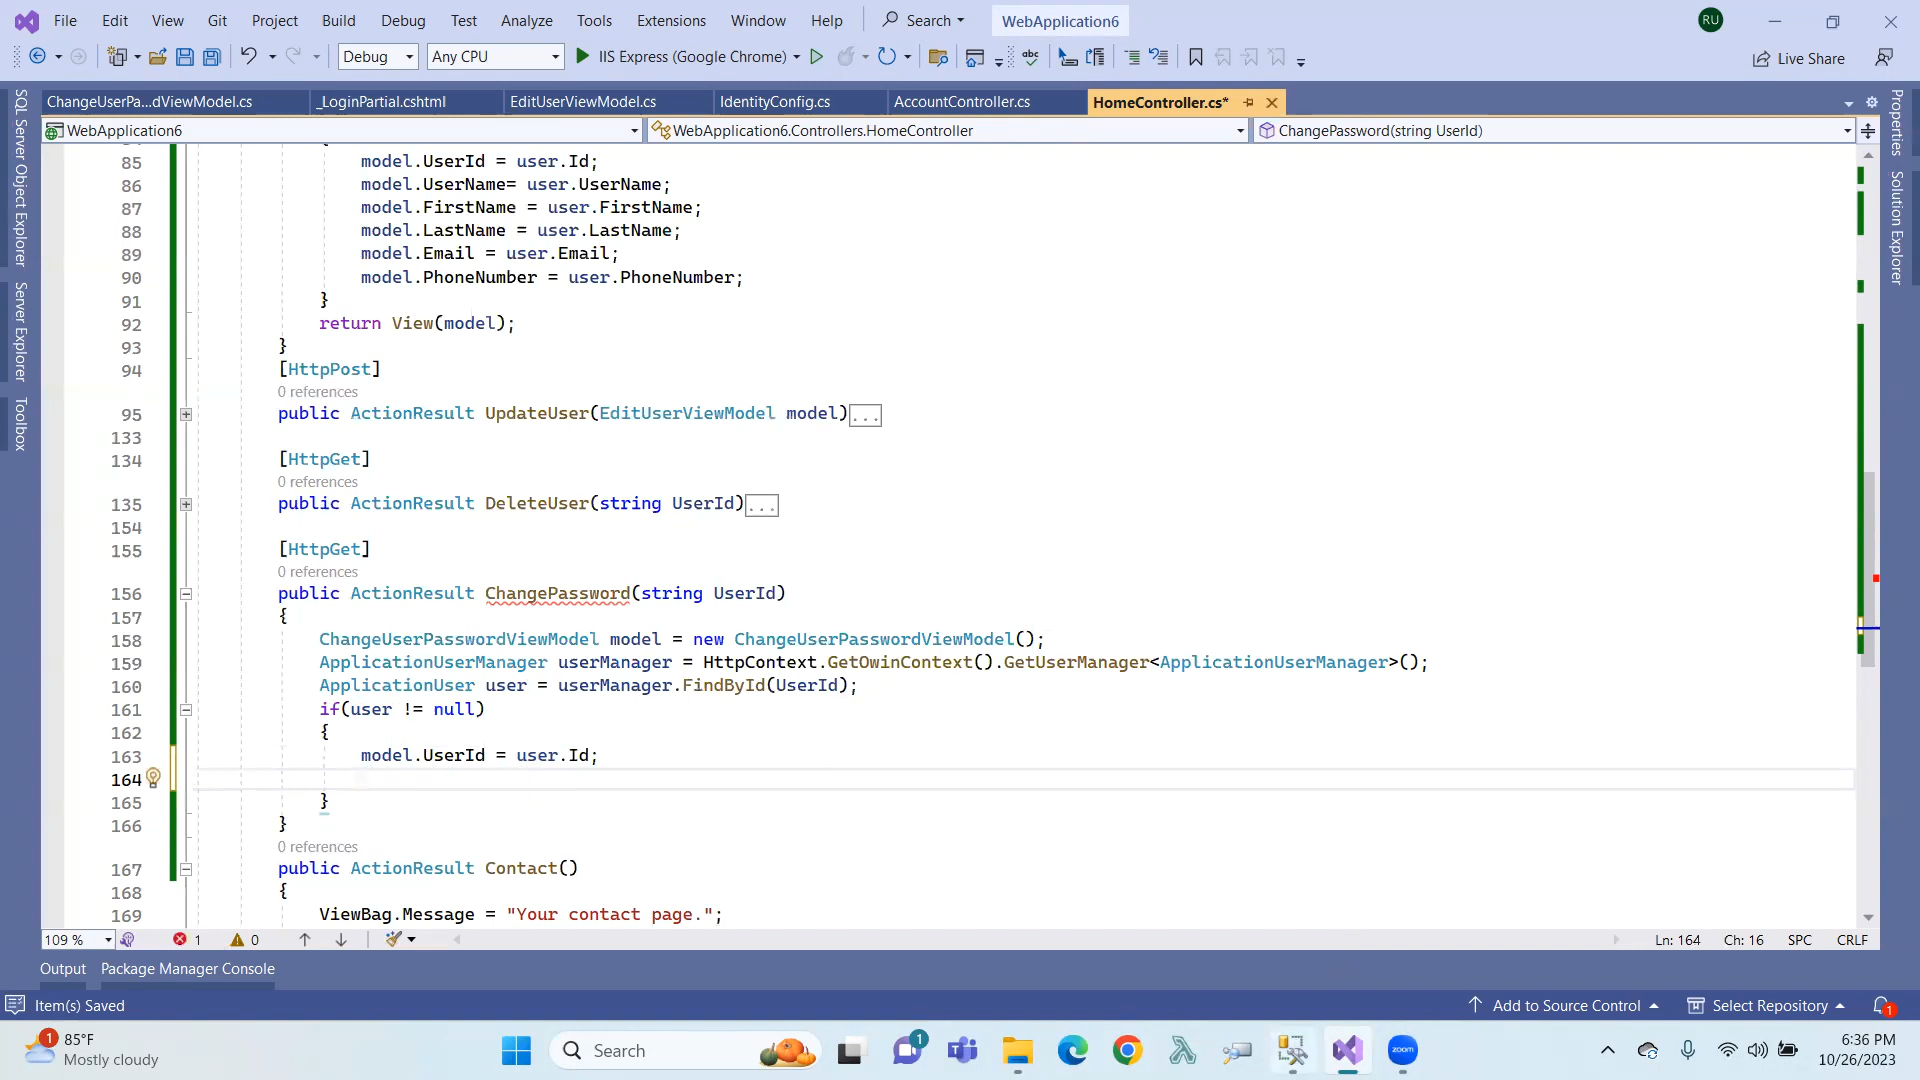 File Edit View Git Project Build Debug Test Analyze Tools Extensions Window Help Search WebApplication6 RU
Debug Any CPU IIS Express (Google Chrome) Live Share
ChangeUserPa...dViewModel.cs _LoginPartial.cshtml EditUserViewModel.cs IdentityConfig.cs AccountController.cs HomeController.cs*
WebApplication6 WebApplication6.Controllers.HomeController ChangePassword(string UserId)
SQL Server Object Explorer
Server Explorer
Toolbox
Properties
Solution Explorer
85 model.UserId = user.Id;
86 model.UserName= user.UserName;
87 model.FirstName = user.FirstName;
88 model.LastName = user.LastName;
89 model.Email = user.Email;
90 model.PhoneNumber = user.PhoneNumber;
91 }
92 return View(model);
93 }
94 [HttpPost]
0 references
95 public ActionResult UpdateUser(EditUserViewModel model)...
133
134 [HttpGet]
0 references
135 public ActionResult DeleteUser(string UserId)...
154
155 [HttpGet]
0 references
156 public ActionResult ChangePassword(string UserId)
157 {
158 ChangeUserPasswordViewModel model = new ChangeUserPasswordViewModel();
159 ApplicationUserManager userManager = HttpContext.GetOwinContext().GetUserManager<ApplicationUserManager>();
160 ApplicationUser user = userManager.FindById(UserId);
161 if(user != null)
162 {
163 model.UserId = user.Id;
164
165 }
166 }
0 references
167 public ActionResult Contact()
168 {
169 ViewBag.Message = "Your contact page.";
109 % 1 0 Ln: 164 Ch: 16 SPC CRLF
Output Package Manager Console
Item(s) Saved Add to Source Control Select Repository 1
1 85°F
Mostly cloudy
Search 1 zoom
6:36 PM
10/26/2023